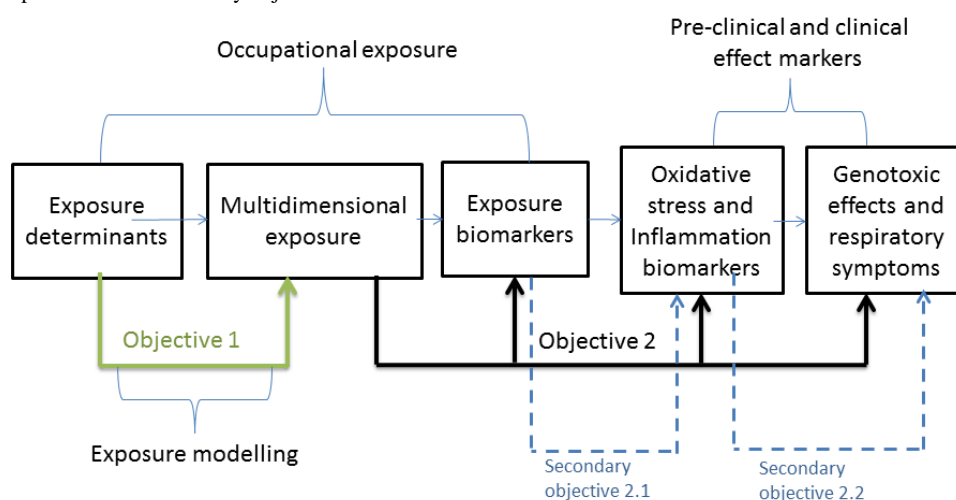 Occupational exposure
Pre-clinical and clinical
effect markers
Exposure
determinants
Multidimensional
exposure
Exposure
biomarkers
Oxidative
stress and
Inflammation
biomarkers
Genotoxic
effects and
respiratory
symptoms
Objective 1
Objective 2
Exposure modelling
Secondary
objective 2.1
Secondary
objective 2.2